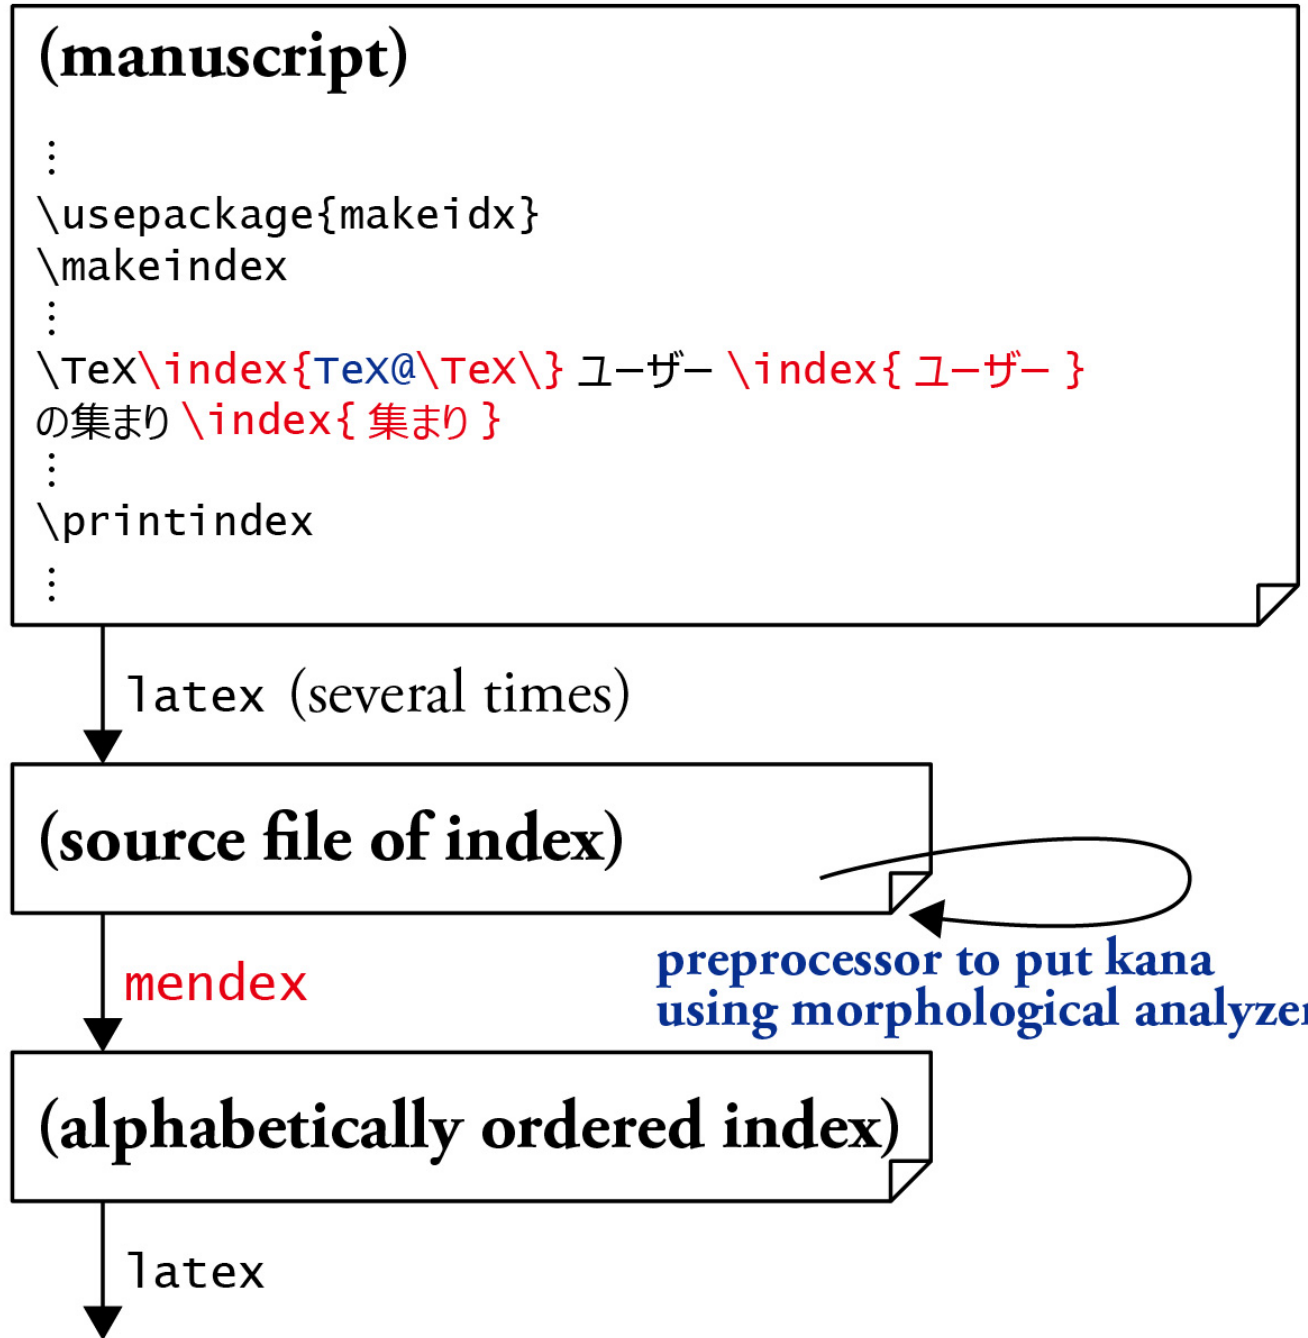 (manuscript)
⋮
\usepackage{makeidx}
\makeindex
⋮
\TeX\index{TeX@\TeX\} ユーザー \index{ ユーザー }
の集まり \index{ 集まり }
⋮
\printindex
⋮
latex (several times)
(source file of index)
mendex
preprocessor to put kana
using morphological analyzer
(alphabetically ordered index)
latex